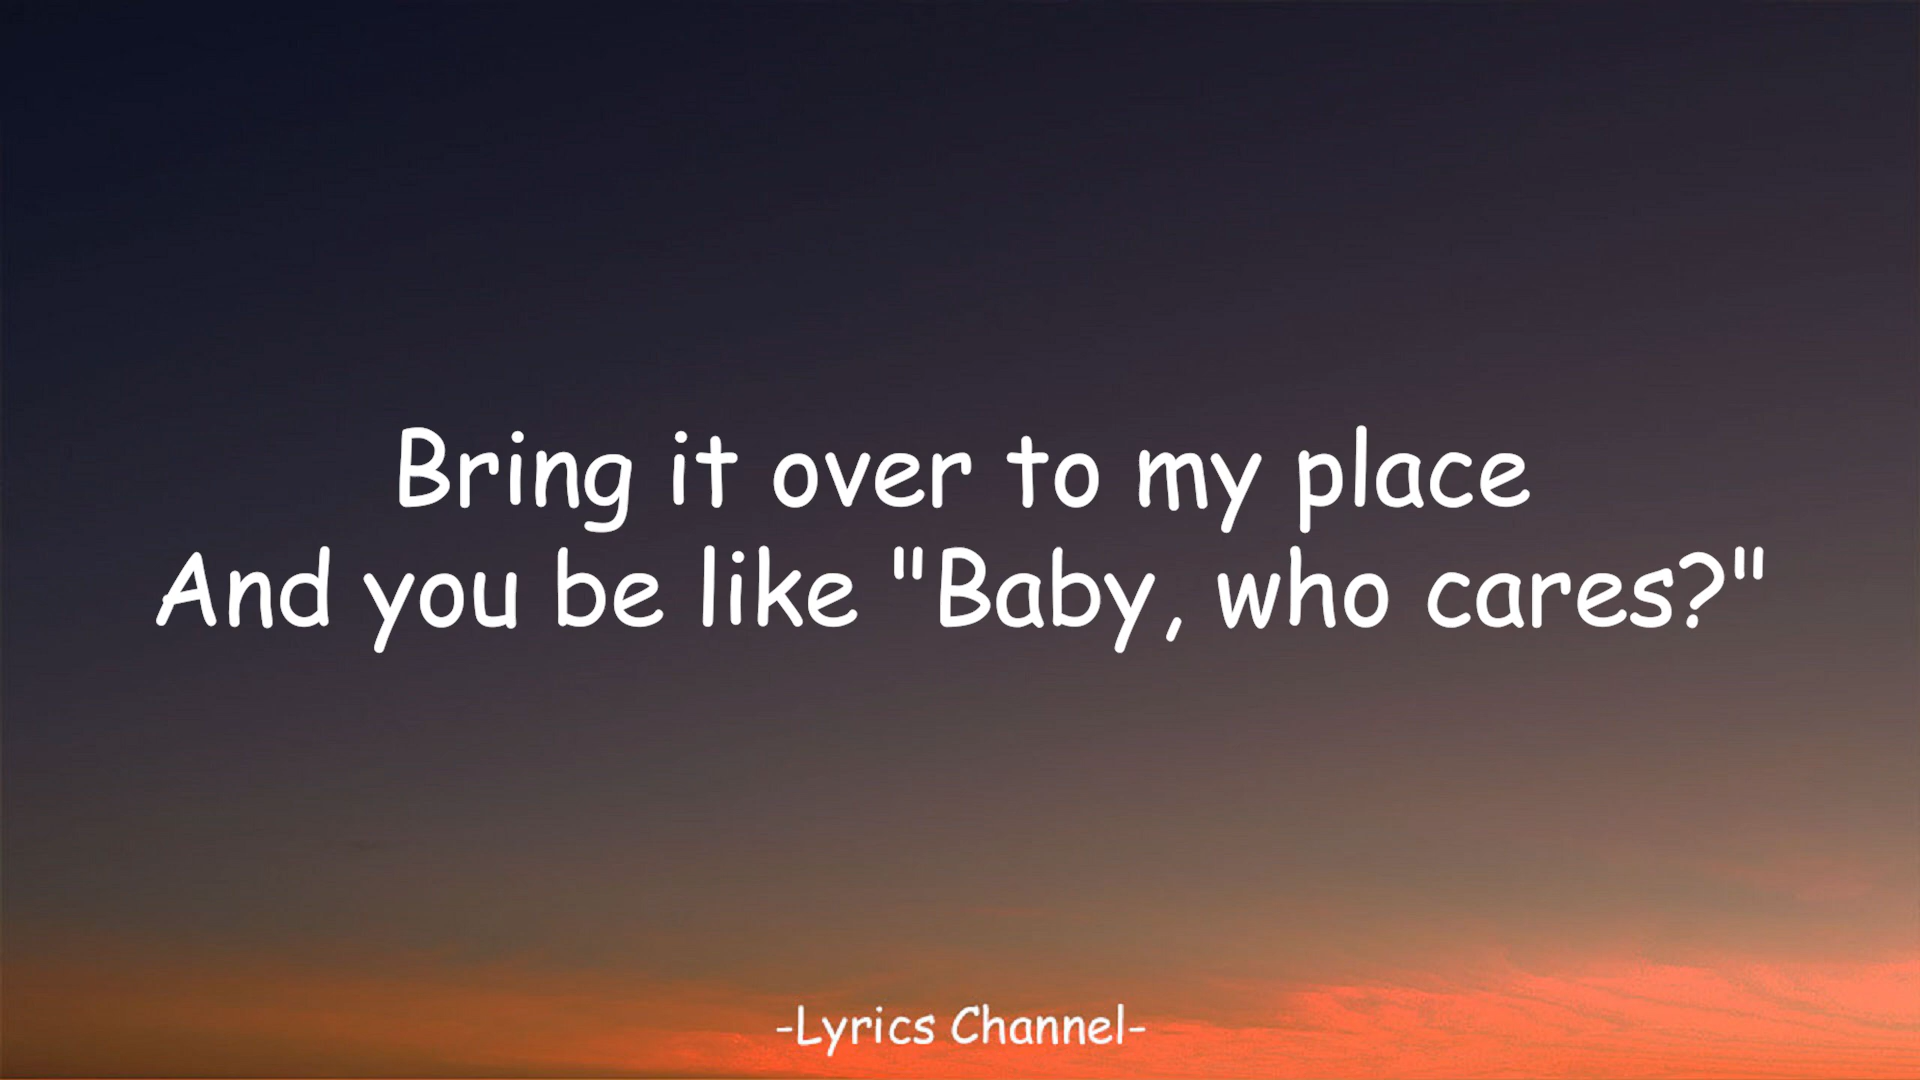 Bring it over to my place
And you be like "Baby, who cares?"
-Lyrics Channel-